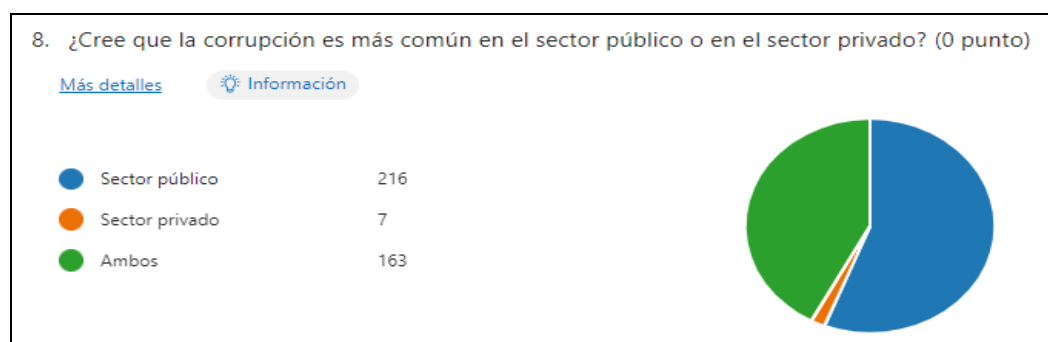 8. ¿Cree que la corrupción es más común en el sector público o en el sector privado? (0 punto)
Más detalles Información
Sector público 216
Sector privado 7
Ambos 163